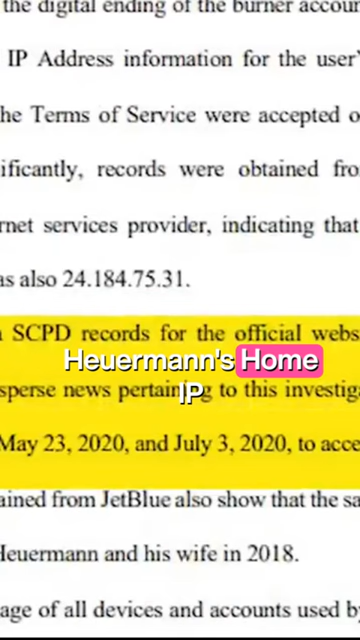 the digital ending of the burner accoun
IP Address information for the user'
he Terms of Service were accepted o
ificantly, records were obtained fro
rnet services provider, indicating that
as also 24.184.75.31.
SCPD records for the official webs
Heuermann's Home
IP
sperse news pertaining to this investiga
May 23, 2020, and July 3, 2020, to acce
ained from JetBlue also show that the sa
Heuermann and his wife in 2018.
age of all devices and accounts used by